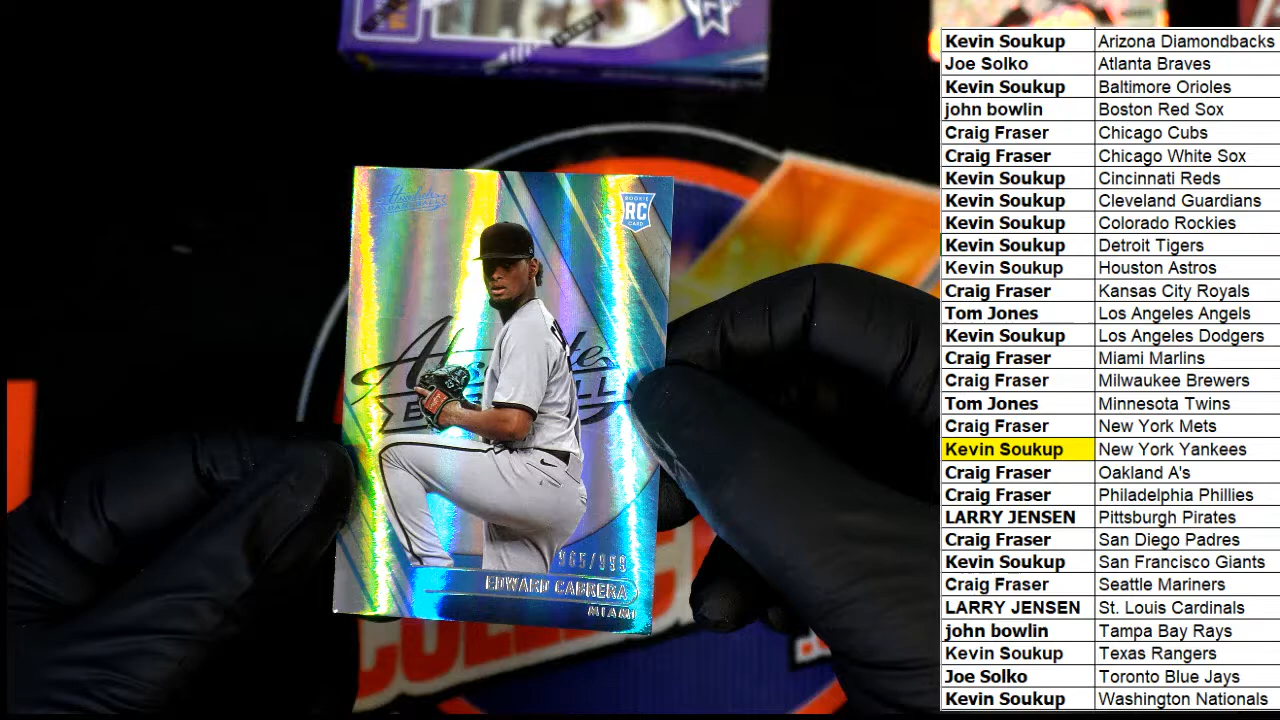 Absolute
BASEBALL
ROOKIE
RC
CARD
Absolute
965/999
EDWARD CABRERA
MIAMI
Kevin Soukup Arizona Diamondbacks
Joe Solko Atlanta Braves
Kevin Soukup Baltimore Orioles
john bowlin Boston Red Sox
Craig Fraser Chicago Cubs
Craig Fraser Chicago White Sox
Kevin Soukup Cincinnati Reds
Kevin Soukup Cleveland Guardians
Kevin Soukup Colorado Rockies
Kevin Soukup Detroit Tigers
Kevin Soukup Houston Astros
Craig Fraser Kansas City Royals
Tom Jones Los Angeles Angels
Kevin Soukup Los Angeles Dodgers
Craig Fraser Miami Marlins
Craig Fraser Milwaukee Brewers
Tom Jones Minnesota Twins
Craig Fraser New York Mets
Kevin Soukup New York Yankees
Craig Fraser Oakland A's
Craig Fraser Philadelphia Phillies
LARRY JENSEN Pittsburgh Pirates
Craig Fraser San Diego Padres
Kevin Soukup San Francisco Giants
Craig Fraser Seattle Mariners
LARRY JENSEN St. Louis Cardinals
john bowlin Tampa Bay Rays
Kevin Soukup Texas Rangers
Joe Solko Toronto Blue Jays
Kevin Soukup Washington Nationals